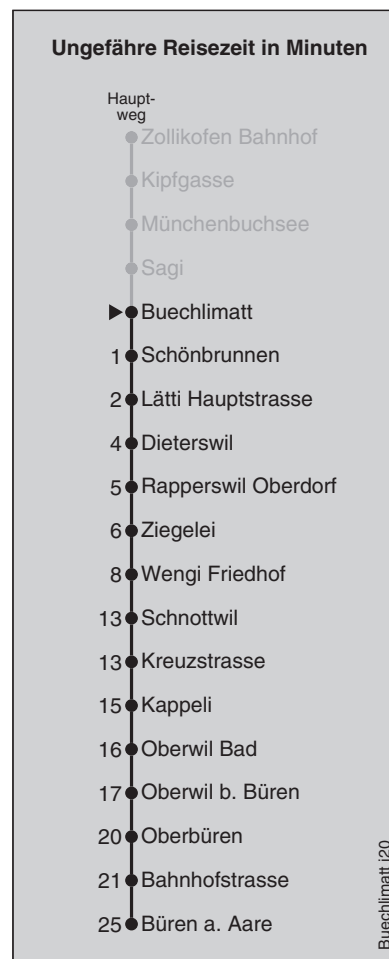 Ungefähre Reisezeit in Minuten
Haupt-
weg
Zollikofen Bahnhof
Kipfgasse
Münchenbuchsee
Sagi
Buechlimatt
1 Schönbrunnen
2 Lätti Hauptstrasse
4 Dieterswil
5 Rapperswil Oberdorf
6 Ziegelei
8 Wengi Friedhof
13 Schnottwil
13 Kreuzstrasse
15 Kappeli
16 Oberwil Bad
17 Oberwil b. Büren
20 Oberbüren
21 Bahnhofstrasse
25 Büren a. Aare
Buechlimatt j20